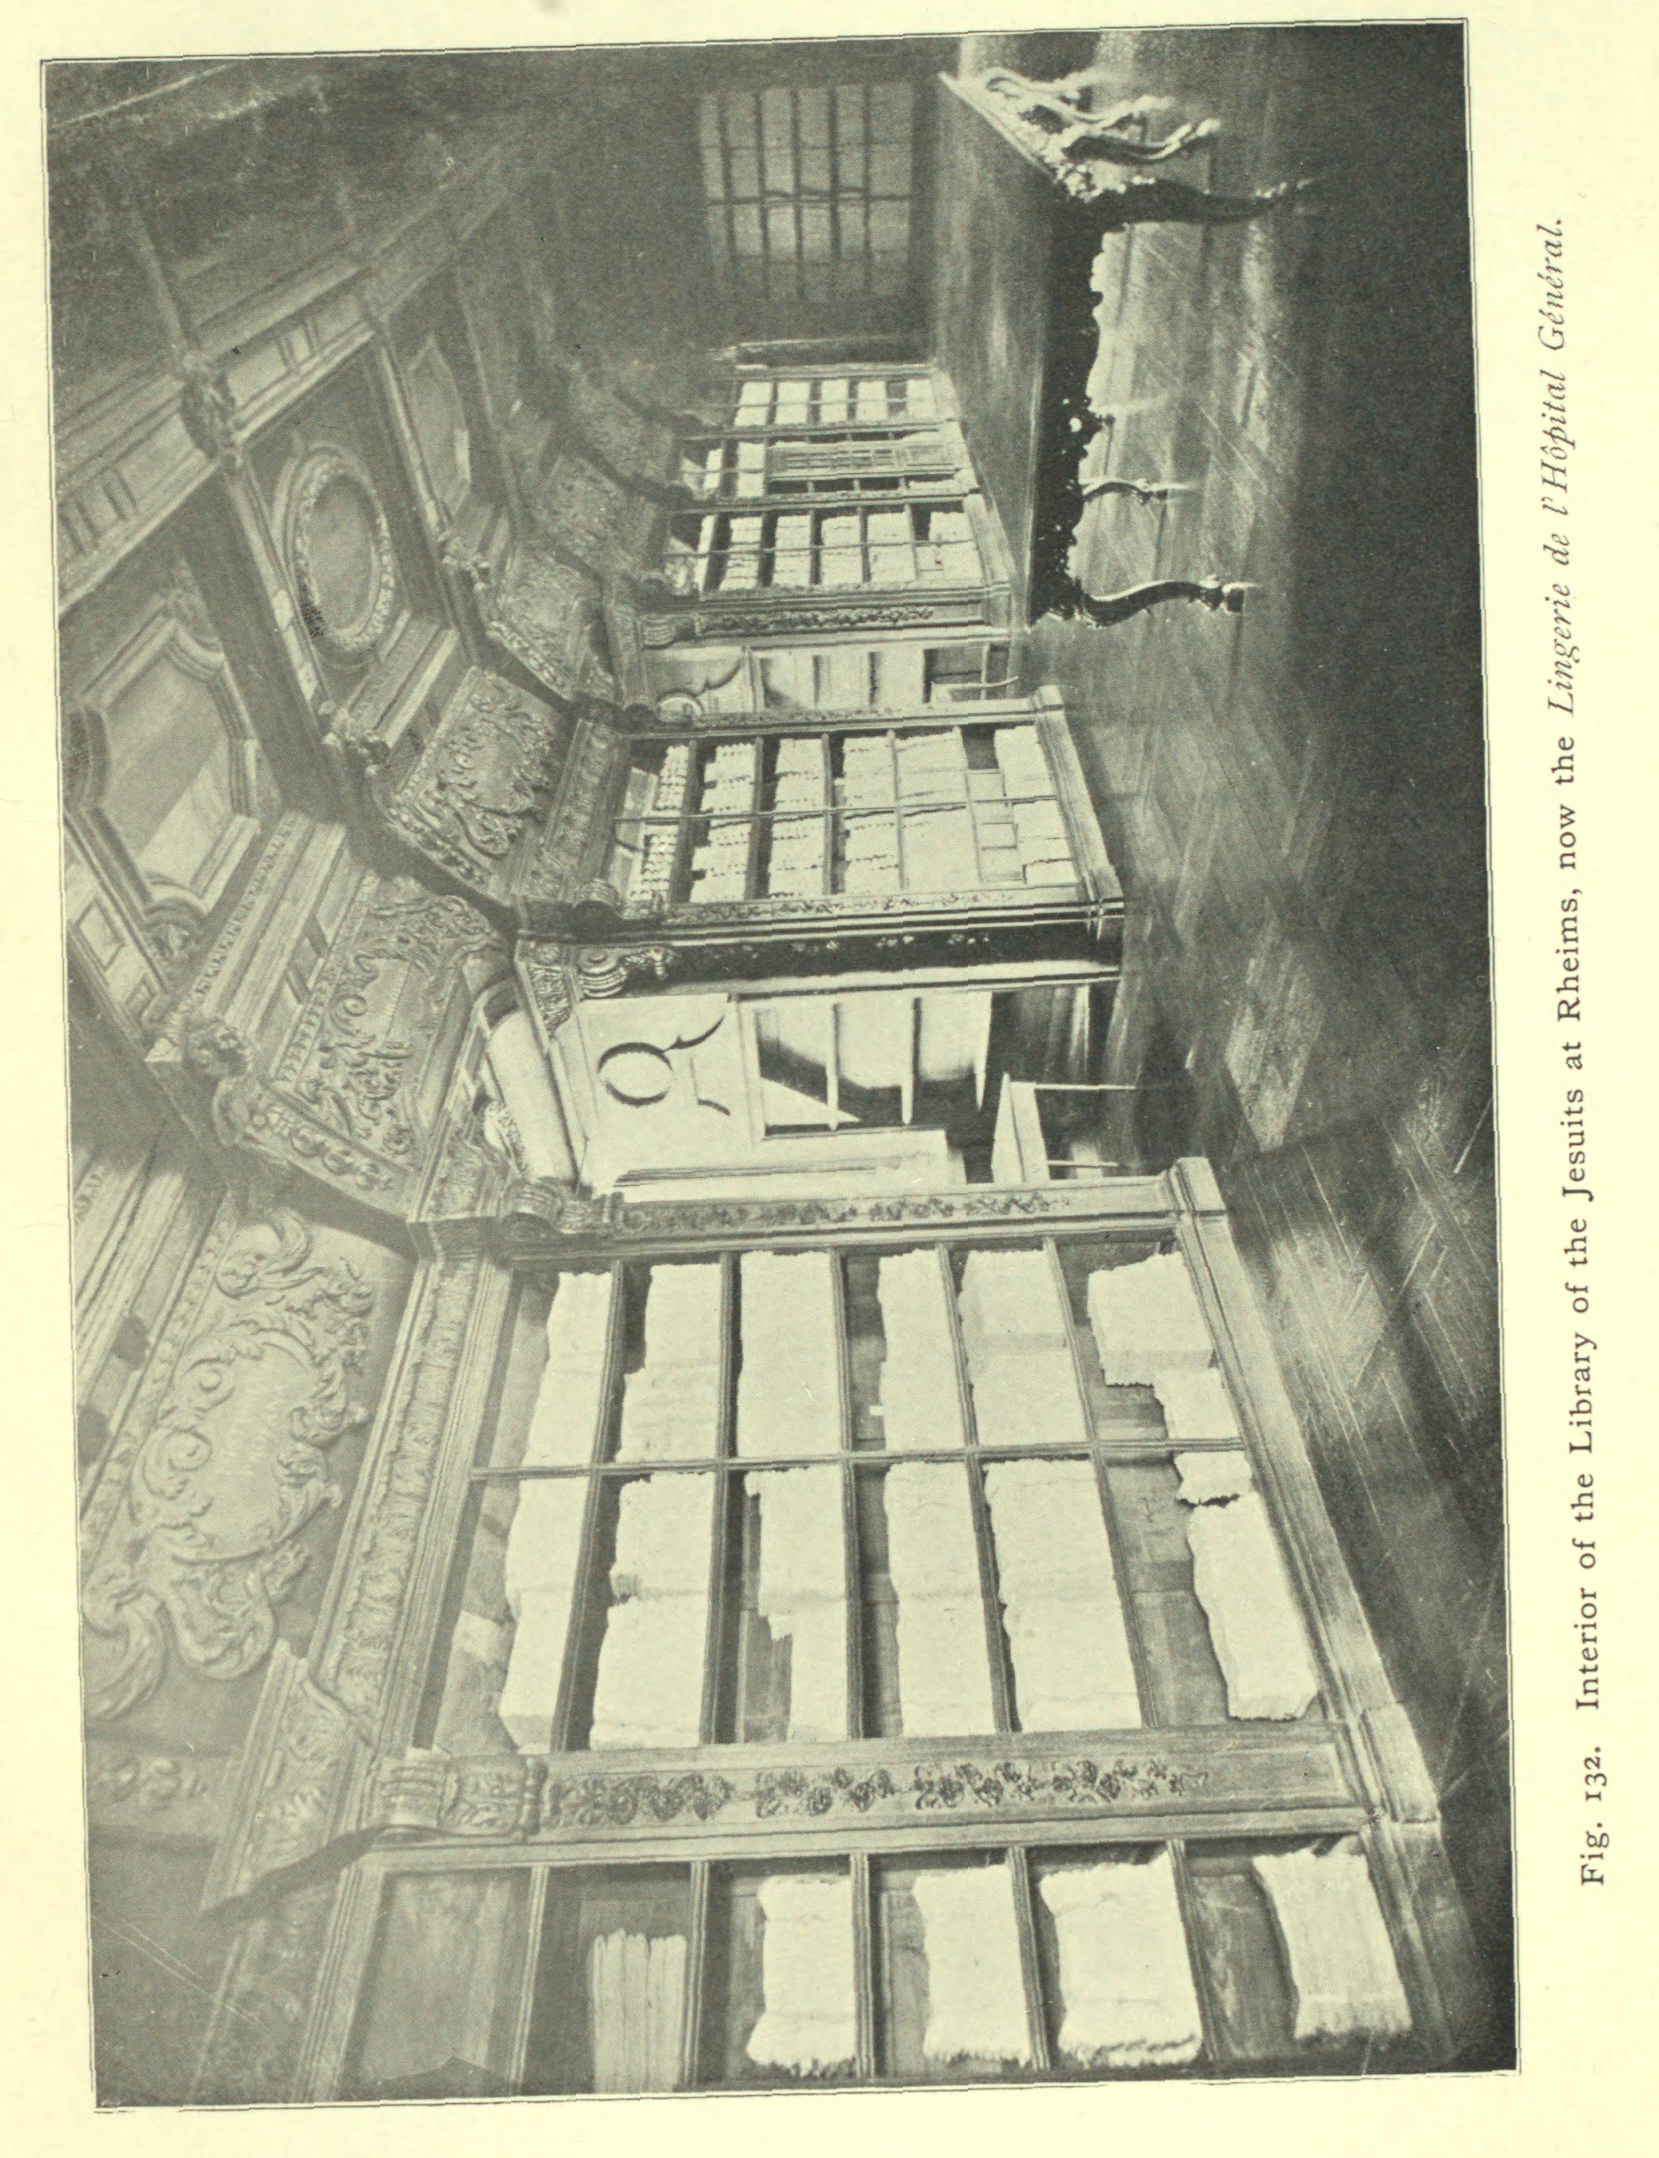 Fig. 132. Interior of the Library of the Jesuits at Rheims, now the Lingerie de l'Hôpital Général.